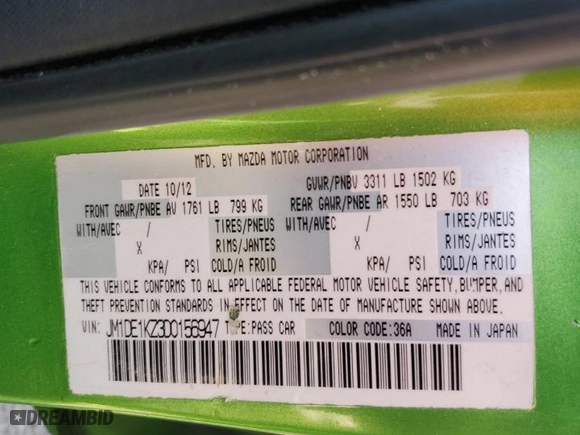 MFD. BY MAZDA MOTOR CORPORATION
DATE 10/12 GVWR/PNBV 3311 LB 1502 KG
FRONT GAWR/PNBE AV 1761 LB 799 KG REAR GAWR/PNBE AR 1550 LB 703 KG
WITH/AVEC / TIRES/PNEUS WITH/AVEC / TIRES/PNEUS
X RIMS/JANTES X RIMS/JANTES
KPA/ PSI COLD/A FROID KPA/ PSI COLD/A FROID
THIS VEHICLE CONFORMS TO ALL APPLICABLE FEDERAL MOTOR VEHICLE SAFETY, BUMPER, AND
THEFT PREVENTION STANDARDS IN EFFECT ON THE DATE OF MANUFACTURE SHOWN ABOVE.
VIN: JM1DE1KZ3D0156947 TYPE:PASS CAR COLOR CODE:36A MADE IN JAPAN
DREAMBID